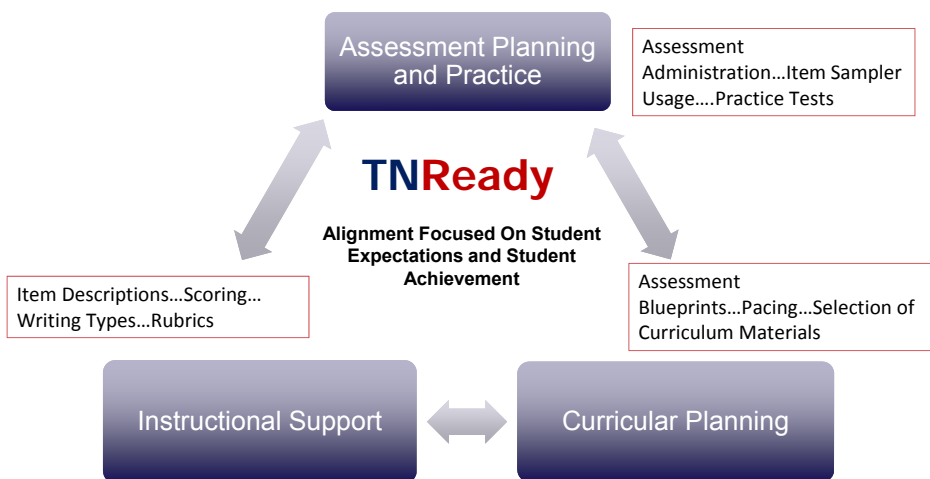 Assessment Planning
and Practice
Assessment
Administration…Item Sampler
Usage….Practice Tests
TNReady
Alignment Focused On Student
Expectations and Student
Achievement
Item Descriptions…Scoring…
Writing Types…Rubrics
Assessment
Blueprints…Pacing…Selection of
Curriculum Materials
Instructional Support
Curricular Planning